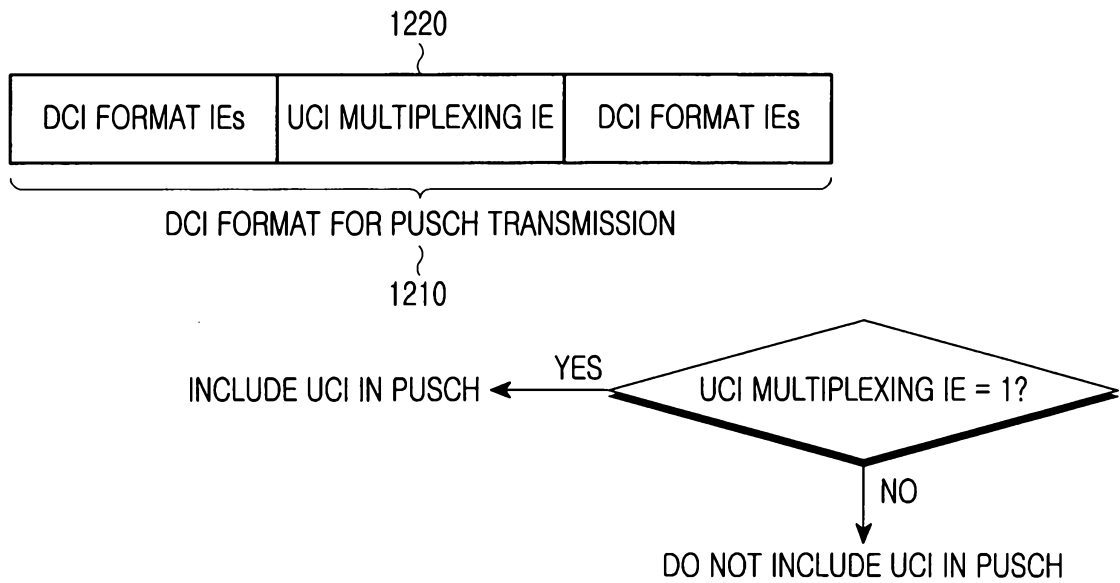 1220
DCI FORMAT IEs UCI MULTIPLEXING IE DCI FORMAT IEs
DCI FORMAT FOR PUSCH TRANSMISSION
1210
INCLUDE UCI IN PUSCH YES UCI MULTIPLEXING IE = 1?
NO
DO NOT INCLUDE UCI IN PUSCH